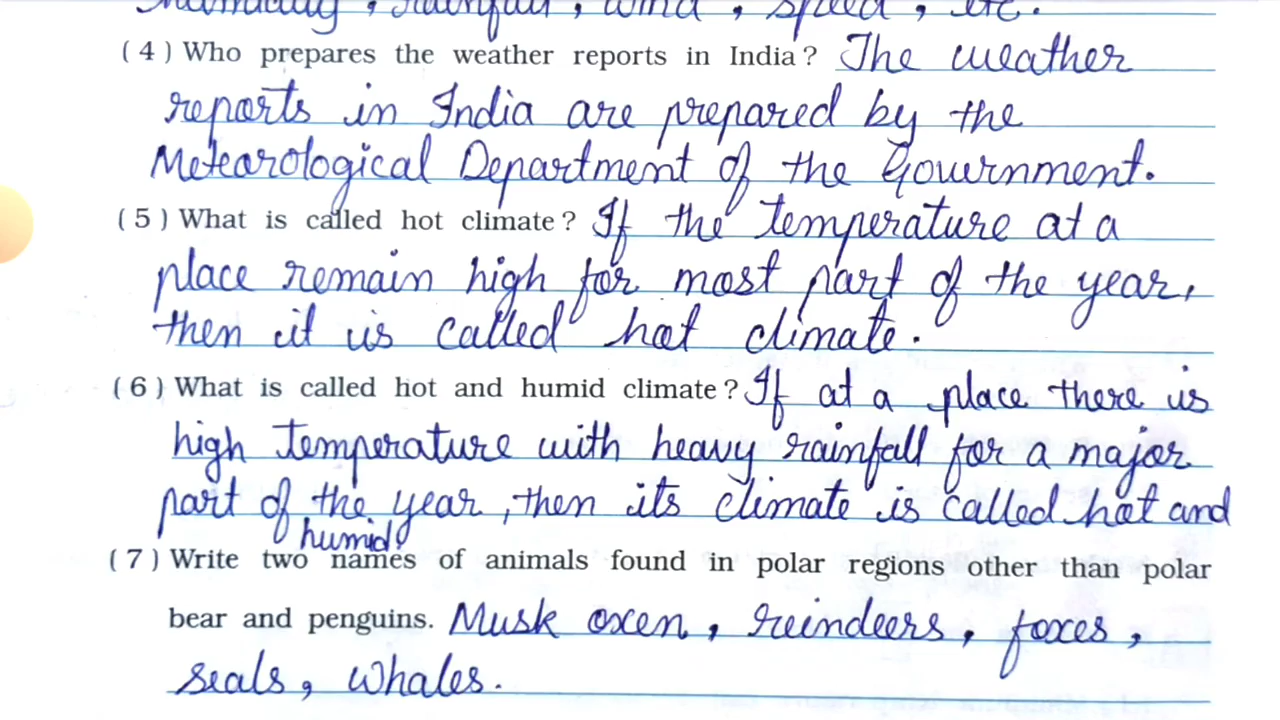 humidity, rainfall, wind, speed, etc.
(4) Who prepares the weather reports in India? The weather
reports in India are prepared by the
Meteorological Department of the Government.
(5) What is called hot climate? If the temperature at a
place remain high for most part of the year,
then it is called hot climate.
(6) What is called hot and humid climate? If at a place there is
high temperature with heavy rainfall for a major
part of the year, then its climate is called hot and
humid.
(7) Write two names of animals found in polar regions other than polar
bear and penguins. Musk oxen, reindeers, foxes,
seals, whales.